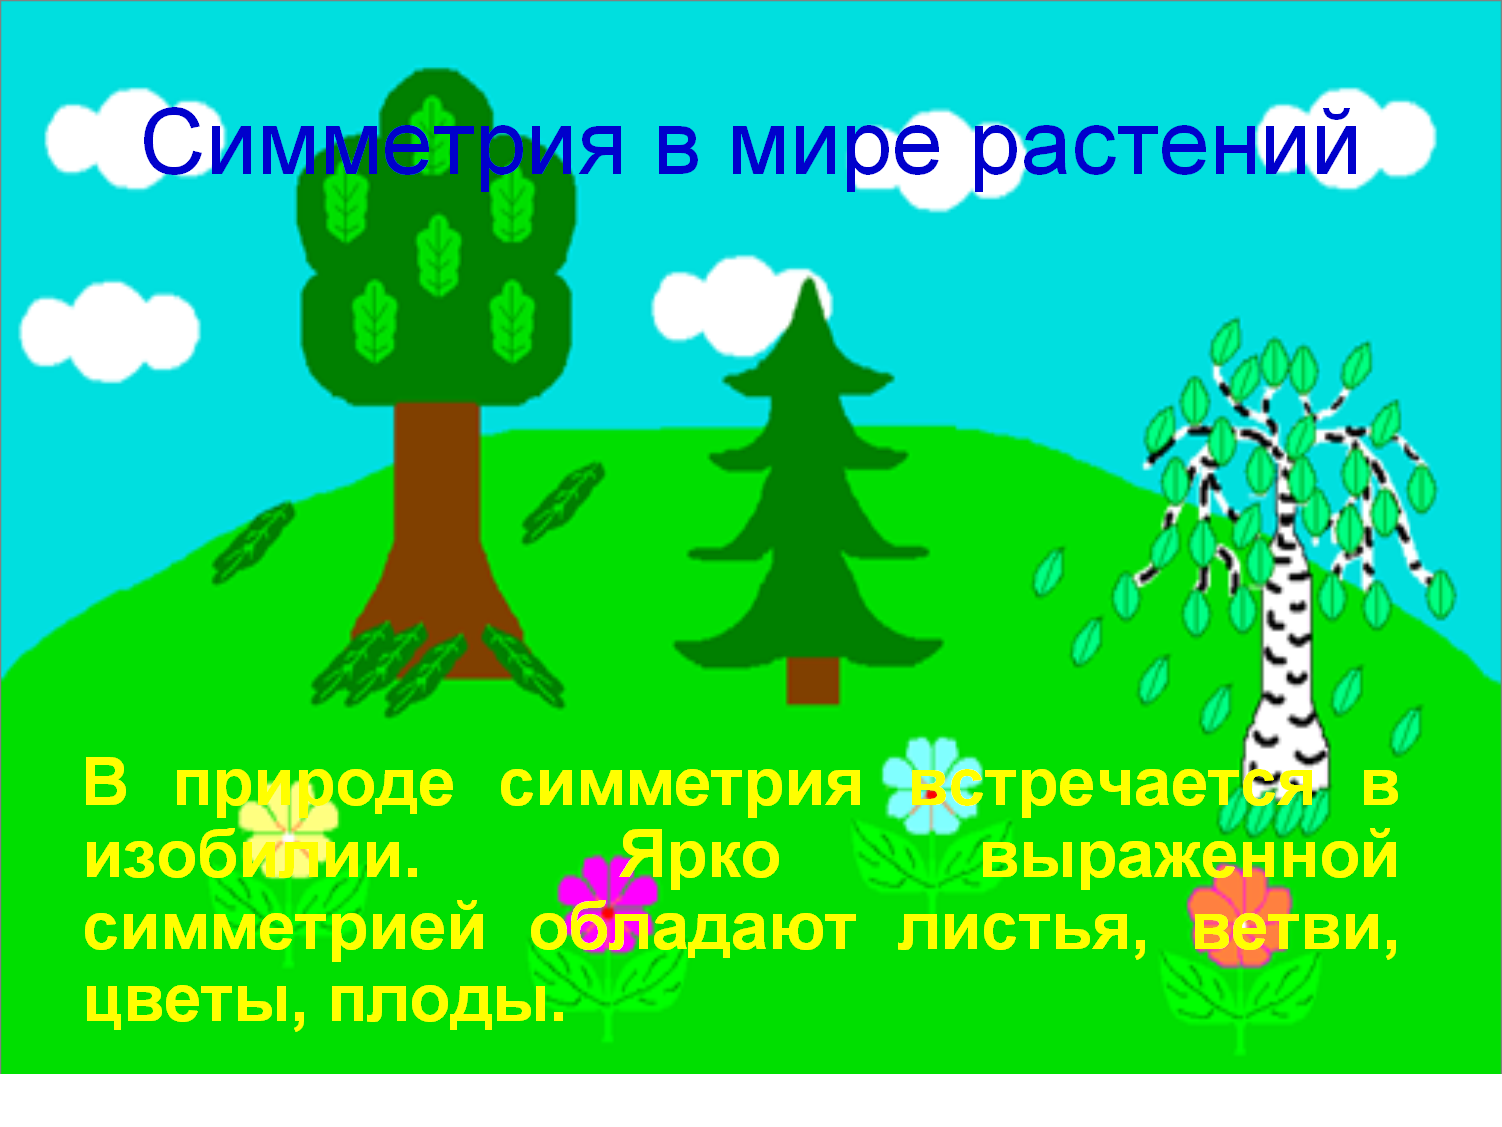 Симметрия в мире растений
В природе симметрия встречается в
изобилии. Ярко выраженной
симметрией обладают листья, ветви,
цветы, плоды.